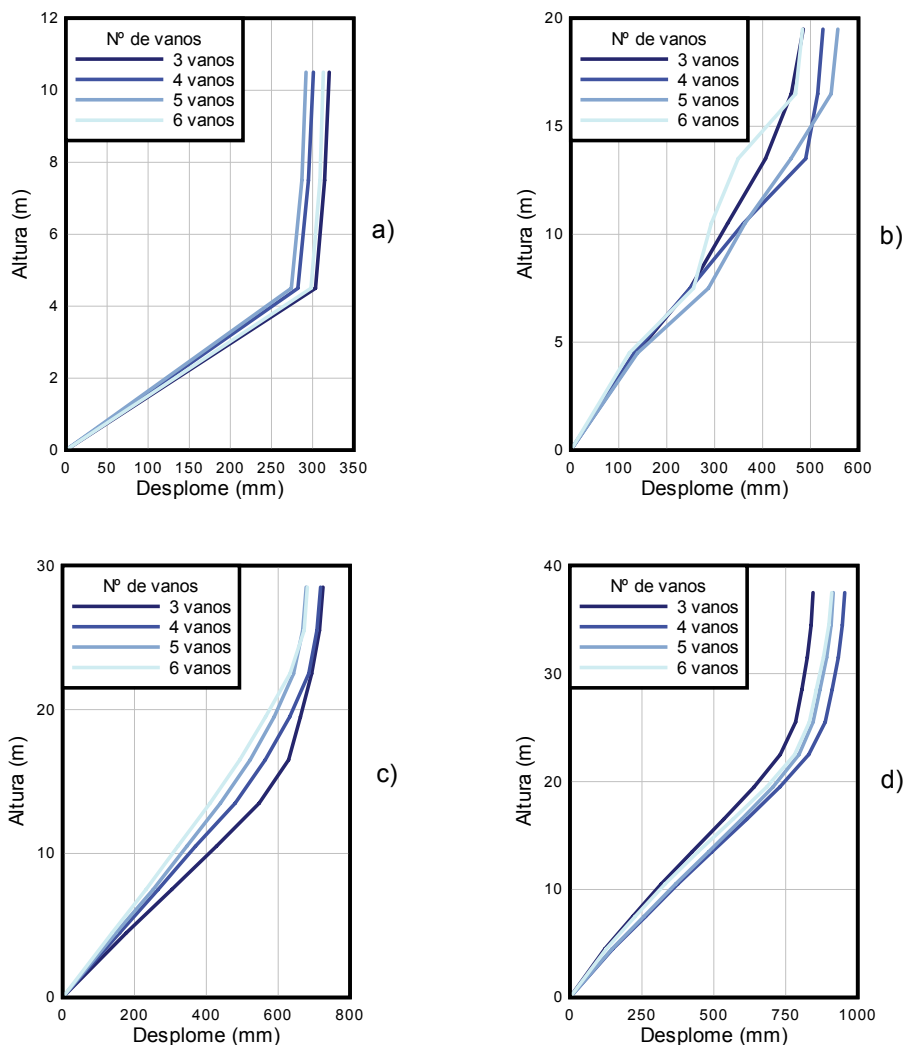 12
10
8
6
4
2
0
Altura (m)
Nº de vanos
3 vanos
4 vanos
5 vanos
6 vanos
0 50 100 150 200 250 300 350
Desplome (mm)
a)
20
15
10
5
0
Altura (m)
Nº de vanos
3 vanos
4 vanos
5 vanos
6 vanos
0 100 200 300 400 500 600
Desplome (mm)
b)
30
20
10
0
Altura (m)
Nº de vanos
3 vanos
4 vanos
5 vanos
6 vanos
0 200 400 600 800
Desplome (mm)
c)
40
30
20
10
0
Altura (m)
Nº de vanos
3 vanos
4 vanos
5 vanos
6 vanos
0 250 500 750 1000
Desplome (mm)
d)